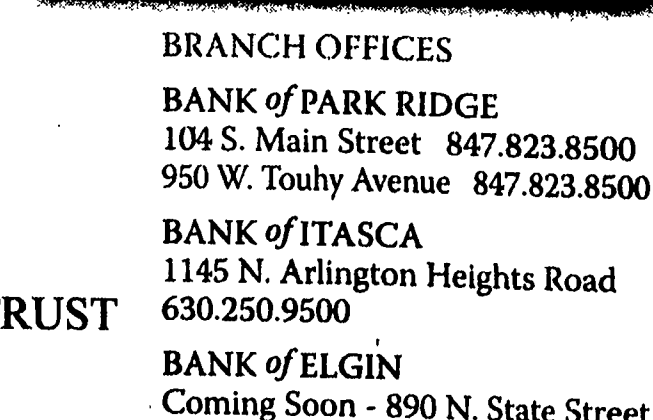 BRANCH OFFICES
BANK of PARK RIDGE
104 S. Main Street 847.823.8500
950 W. Touhy Avenue 847.823.8500
BANK of ITASCA
1145 N. Arlington Heights Road
RUST 630.250.9500
BANK of ELGIN
Coming Soon - 890 N. State Street